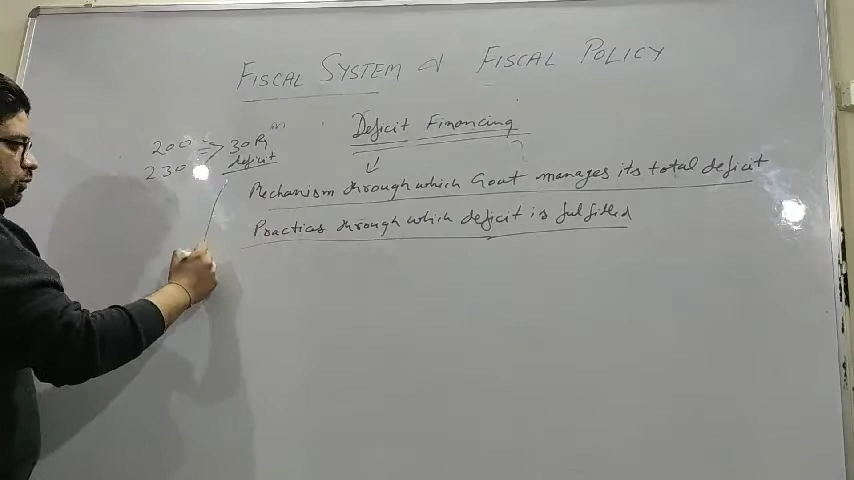 FISCAL SYSTEM & FISCAL POLICY
Deficit Financing
200 => 30 Rs
230 deficit
Mechanism through which Govt manages its total deficit
Practices through which deficit is fulfilled